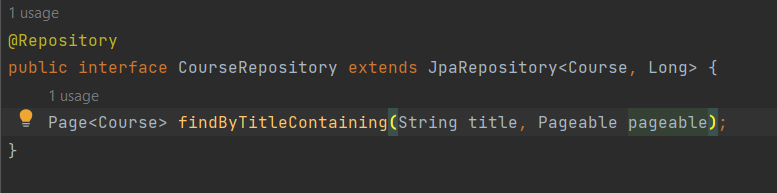 1 usage
@Repository
public interface CourseRepository extends JpaRepository<Course, Long> {
1 usage
Page<Course> findByTitleContaining(String title, Pageable pageable);
}